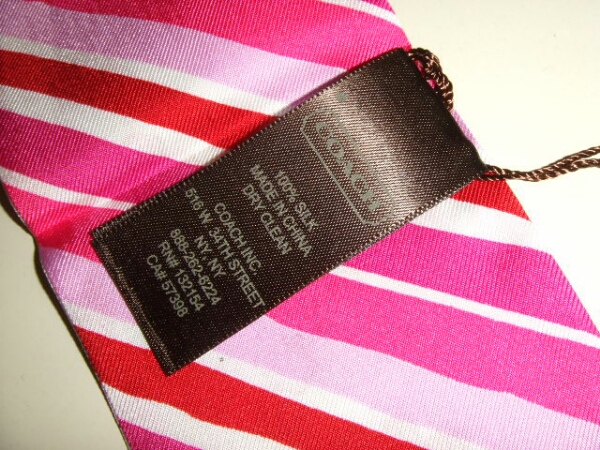 COACH
100% SILK
MADE IN CHINA
DRY CLEAN
COACH INC.
516 W 34TH STREET
NY, NY
888-262-6224
RN# 132154
CA# 57398